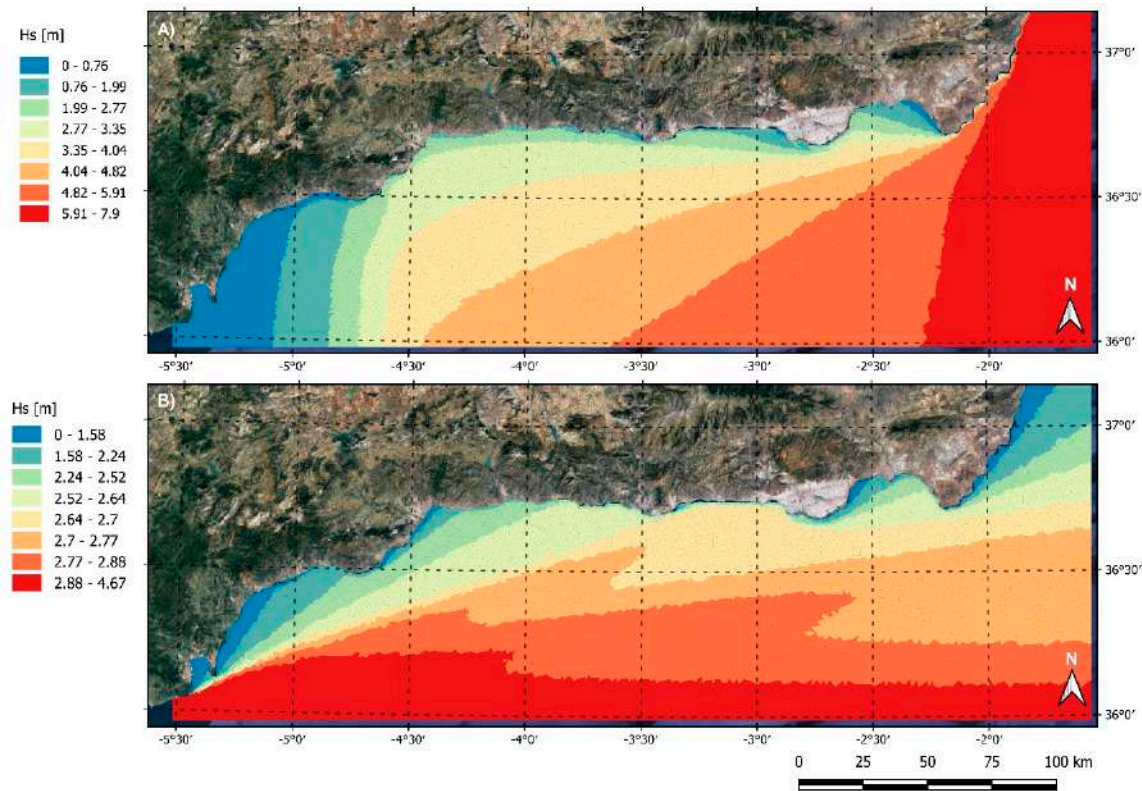 Hs [m]
0 - 0.76
0.76 - 1.99
1.99 - 2.77
2.77 - 3.35
3.35 - 4.04
4.04 - 4.82
4.82 - 5.91
5.91 - 7.9
A)
37°0'
36°30'
36°0'
N
-5°30' -5°0' -4°30' -4°0' -3°30' -3°0' -2°30' -2°0'
Hs [m]
0 - 1.58
1.58 - 2.24
2.24 - 2.52
2.52 - 2.64
2.64 - 2.7
2.7 - 2.77
2.77 - 2.88
2.88 - 4.67
B)
37°0'
36°30'
36°0'
N
-5°30' -5°0' -4°30' -4°0' -3°30' -3°0' -2°30' -2°0'
0 25 50 75 100 km